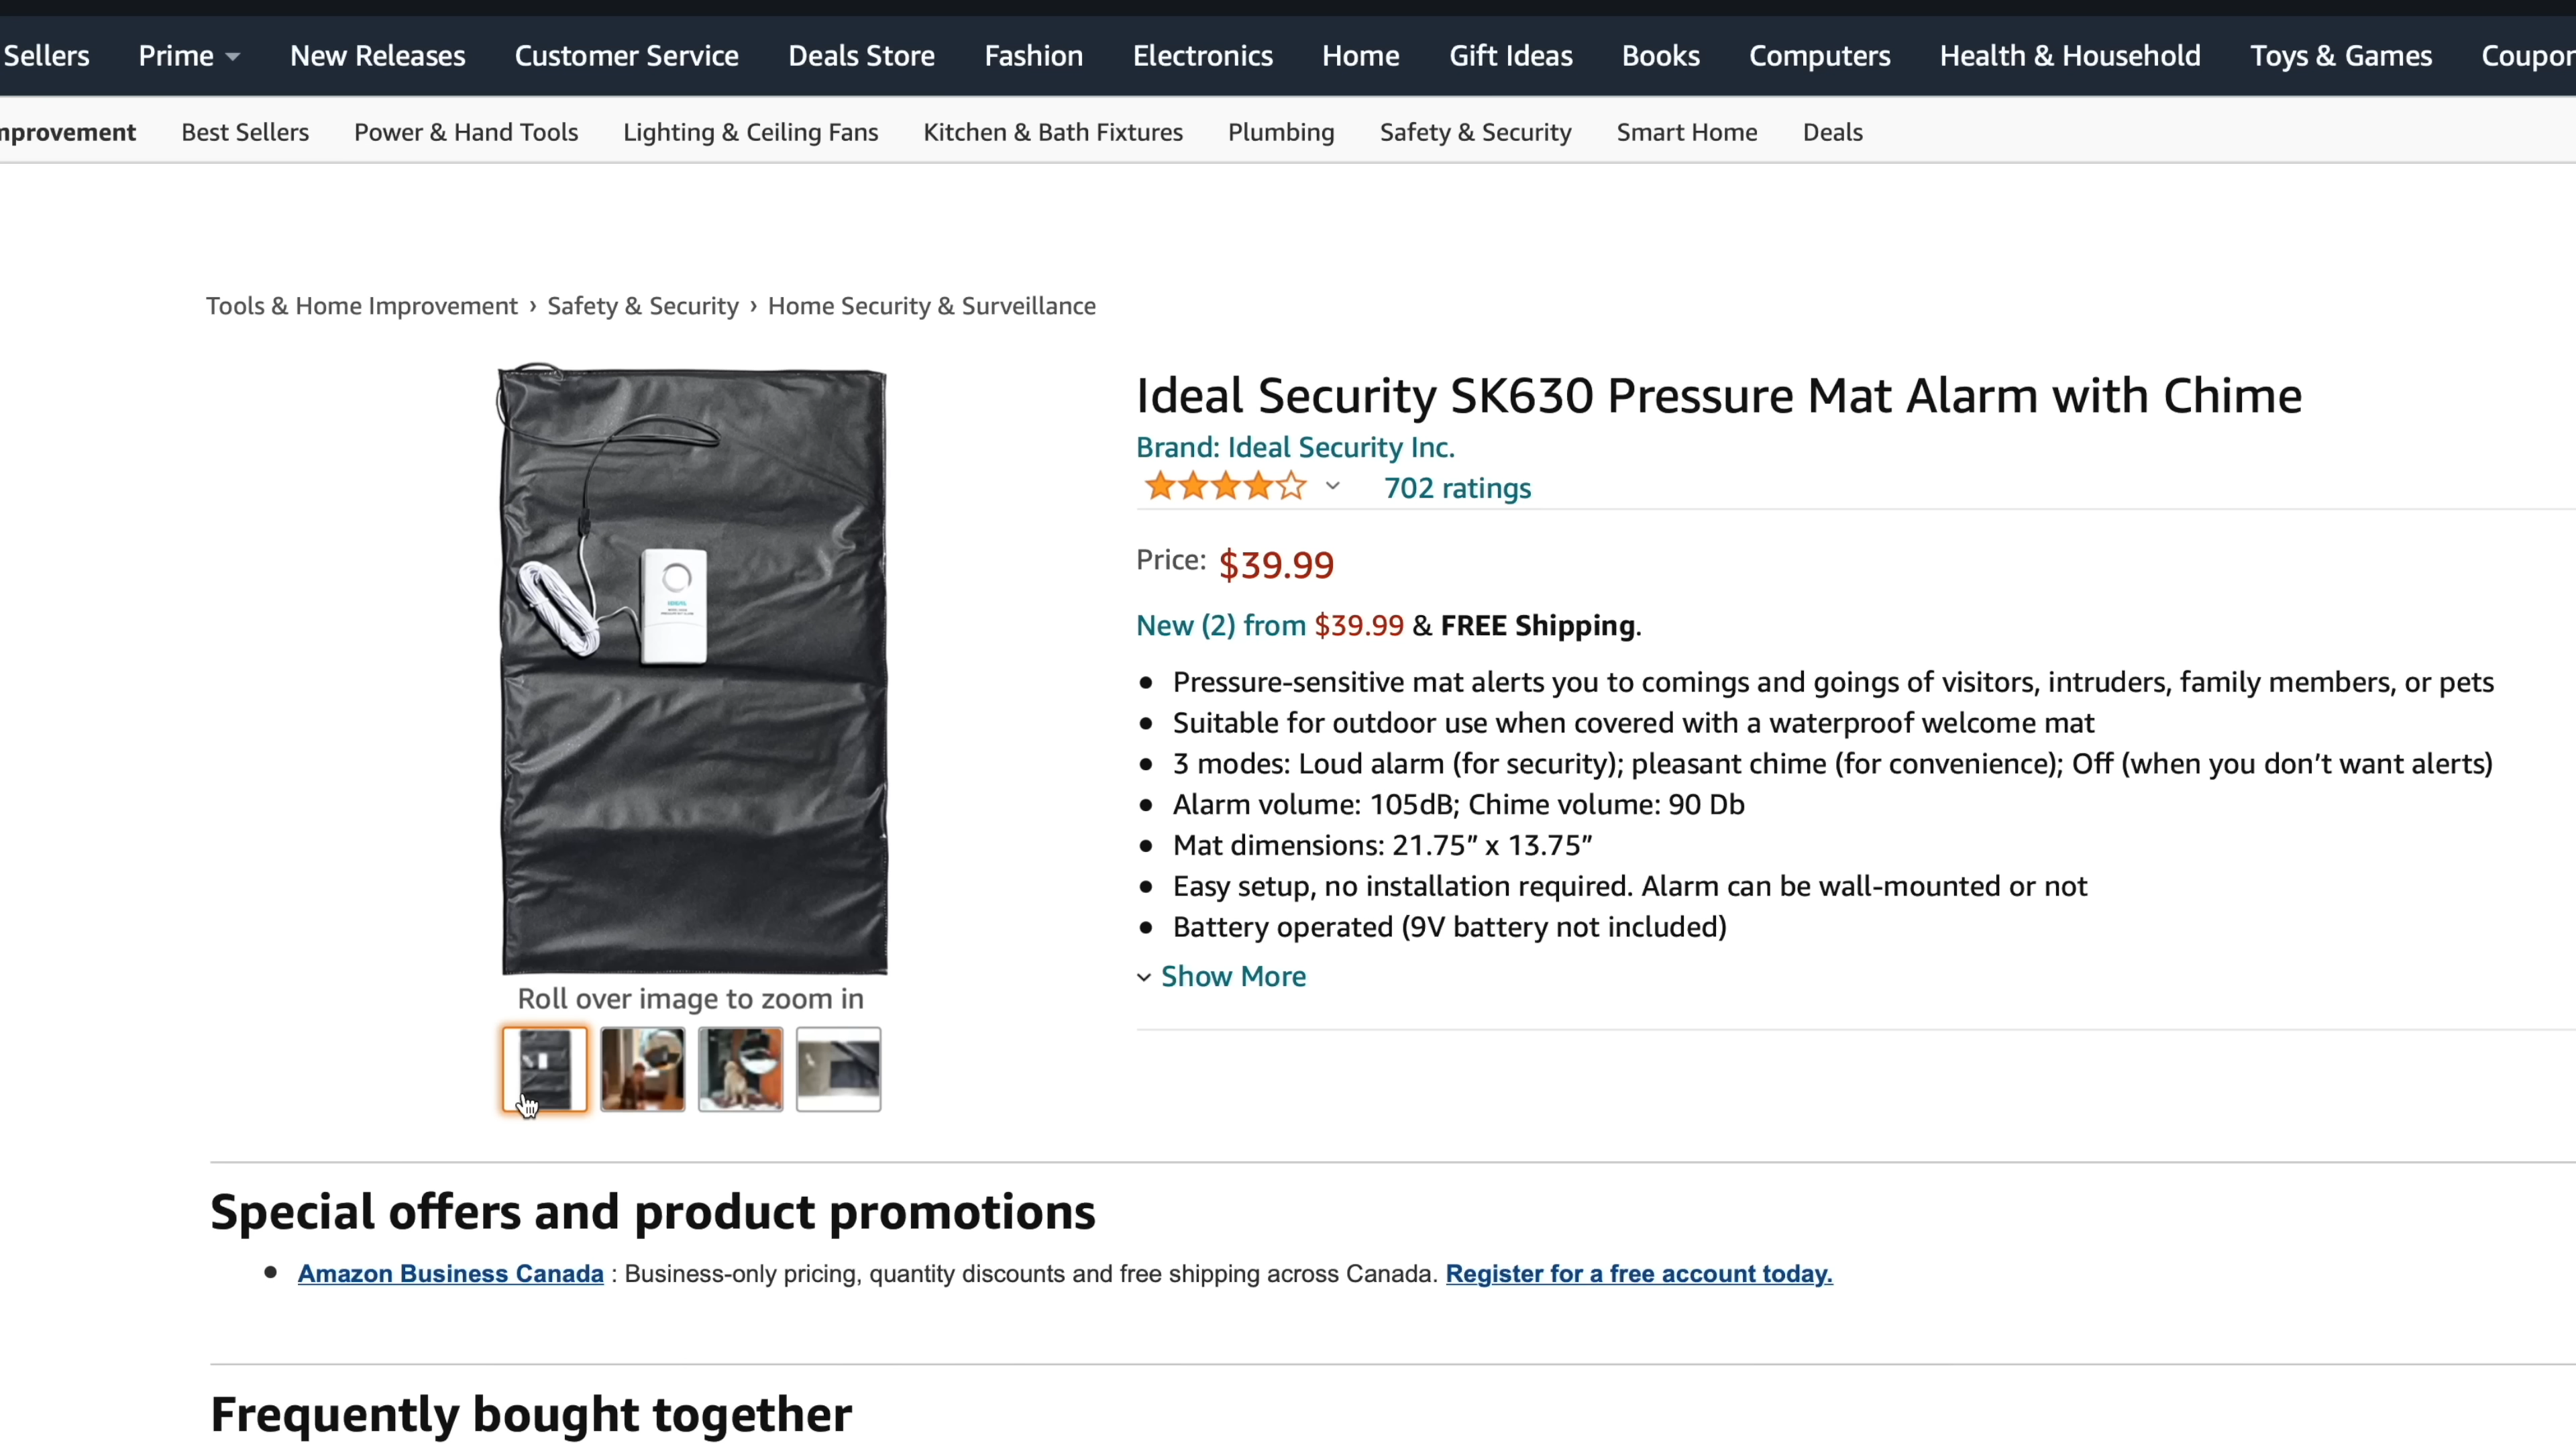 Sellers Prime New Releases Customer Service Deals Store Fashion Electronics Home Gift Ideas Books Computers Health & Household Toys & Games Coupon
mprovement Best Sellers Power & Hand Tools Lighting & Ceiling Fans Kitchen & Bath Fixtures Plumbing Safety & Security Smart Home Deals
Tools & Home Improvement › Safety & Security › Home Security & Surveillance
Ideal Security SK630 Pressure Mat Alarm with Chime
Brand: Ideal Security Inc.
702 ratings
Price: $39.99
New (2) from $39.99 & FREE Shipping.
• Pressure-sensitive mat alerts you to comings and goings of visitors, intruders, family members, or pets
• Suitable for outdoor use when covered with a waterproof welcome mat
• 3 modes: Loud alarm (for security); pleasant chime (for convenience); Off (when you don’t want alerts)
• Alarm volume: 105dB; Chime volume: 90 Db
• Mat dimensions: 21.75” x 13.75”
• Easy setup, no installation required. Alarm can be wall-mounted or not
• Battery operated (9V battery not included)
Show More
Roll over image to zoom in
Special offers and product promotions
• Amazon Business Canada : Business-only pricing, quantity discounts and free shipping across Canada. Register for a free account today.
Frequently bought together